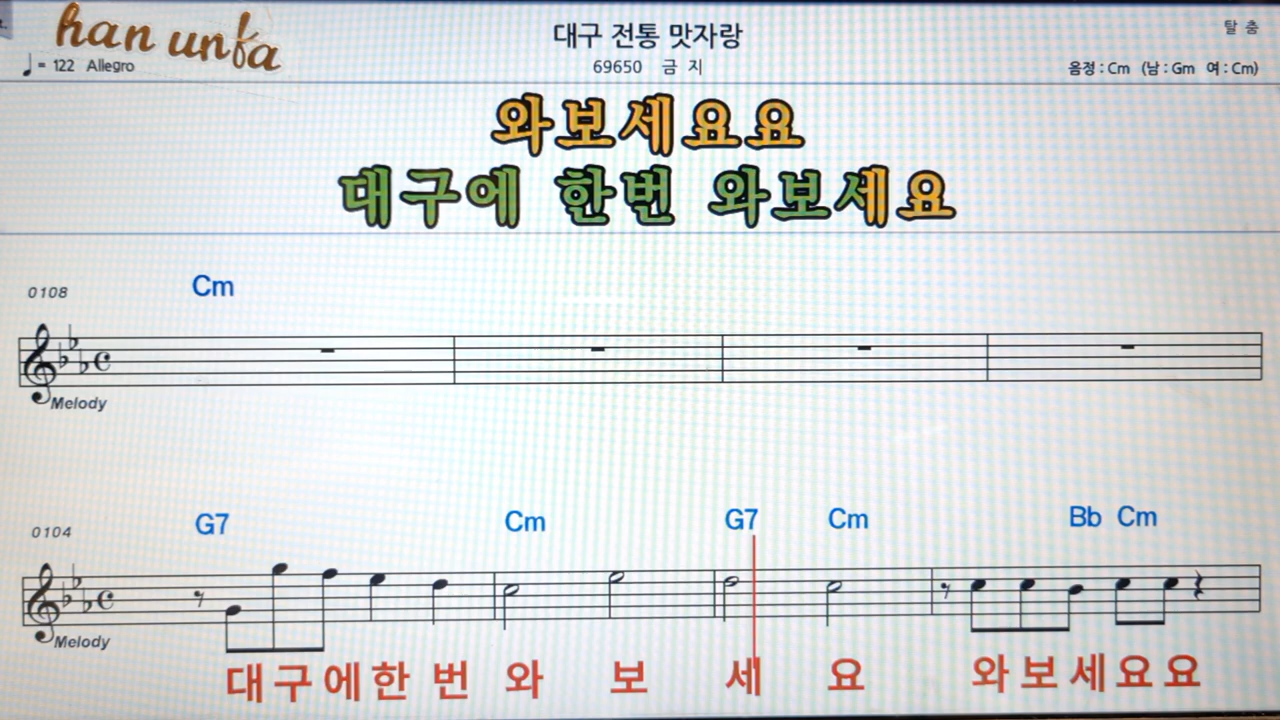 han unfa
대구 전통 맛자랑
탈 춤
♩= 122 Allegro
69650 금 지
음정 : Cm (남 : Gm 여 : Cm)
와보세요요
대구에 한번 와보세요
0108
Cm
Melody
0104
G7 Cm G7 Cm Bb Cm
Melody
대구에한 번 와 보 세 요 와보세요요